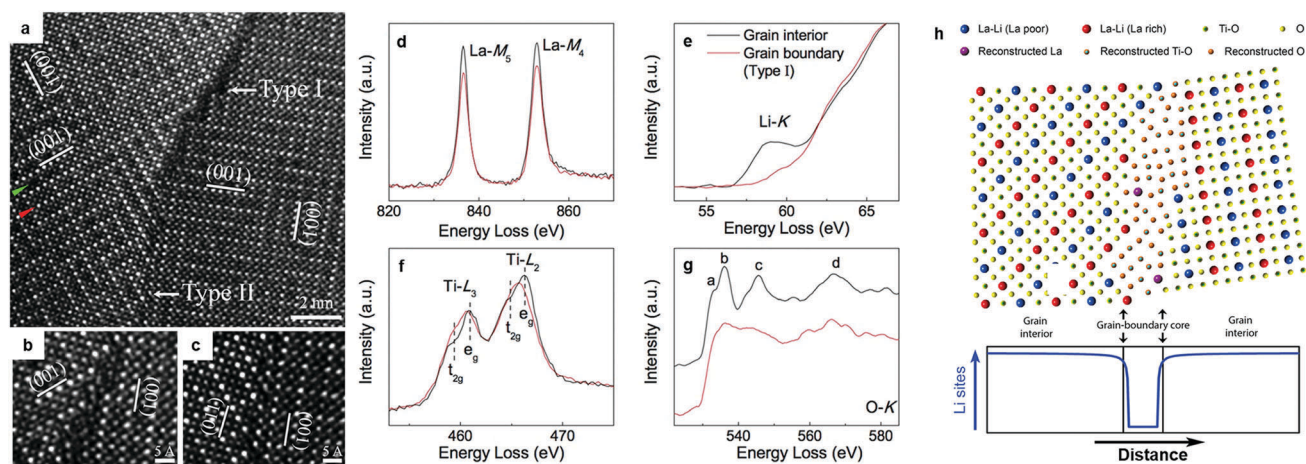 a
(001)
(001)
Type I
(001)
(100)
Type II
2 nm
b
(001)
(100)
5 Å
c
(011)
(100)
5 Å
d
La-M5
La-M4
Intensity (a.u.)
820 840 860
Energy Loss (eV)
e
Grain interior
Grain boundary
(Type I)
Li-K
Intensity (a.u.)
55 60 65
Energy Loss (eV)
f
Ti-L3
Ti-L2
t2g
eg
t2g
eg
Intensity (a.u.)
460 470
Energy Loss (eV)
g
a
b
c
d
O-K
Intensity (a.u.)
540 560 580
Energy Loss (eV)
h
La-Li (La poor) La-Li (La rich) Ti-O O
Reconstructed La Reconstructed Ti-O Reconstructed O
Grain
interior
Grain-boundary core
Grain
interior
Li sites
Distance